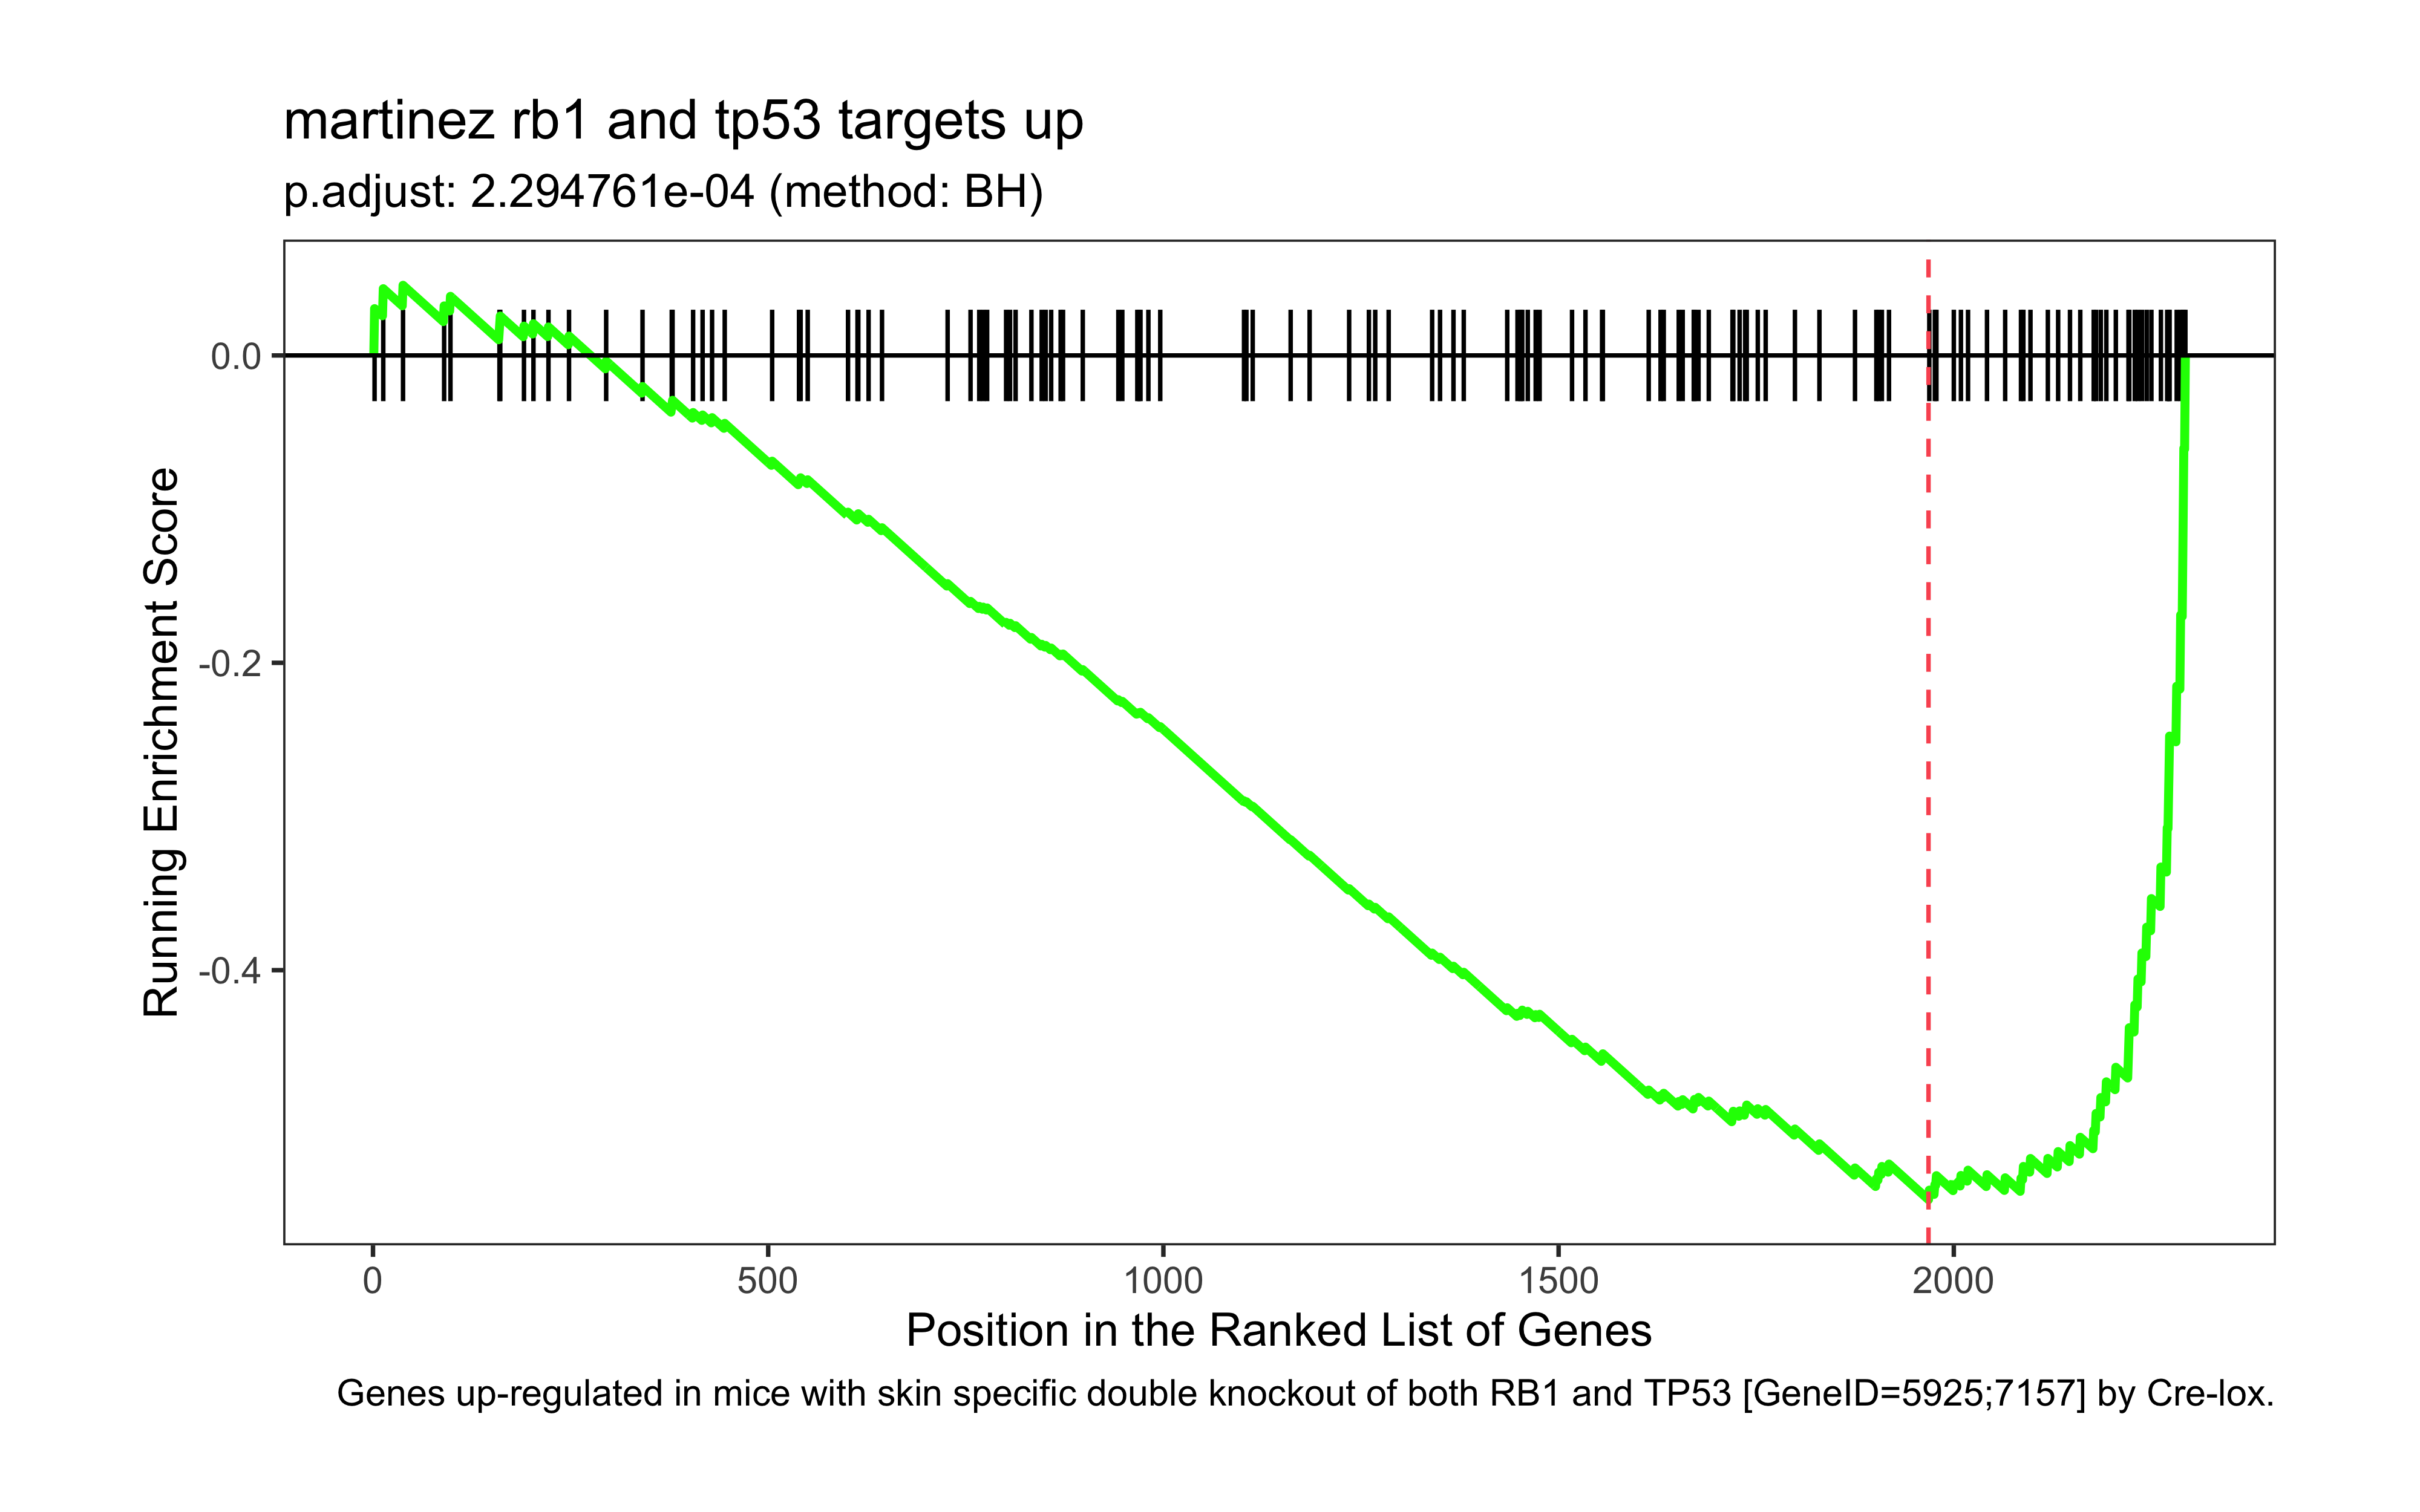 martinez rb1 and tp53 targets up
p.adjust: 2.294761e-04 (method: BH)
Running Enrichment Score
0.0
-0.2
-0.4
0 500 1000 1500 2000
Position in the Ranked List of Genes
Genes up-regulated in mice with skin specific double knockout of both RB1 and TP53 [GeneID=5925;7157] by Cre-lox.